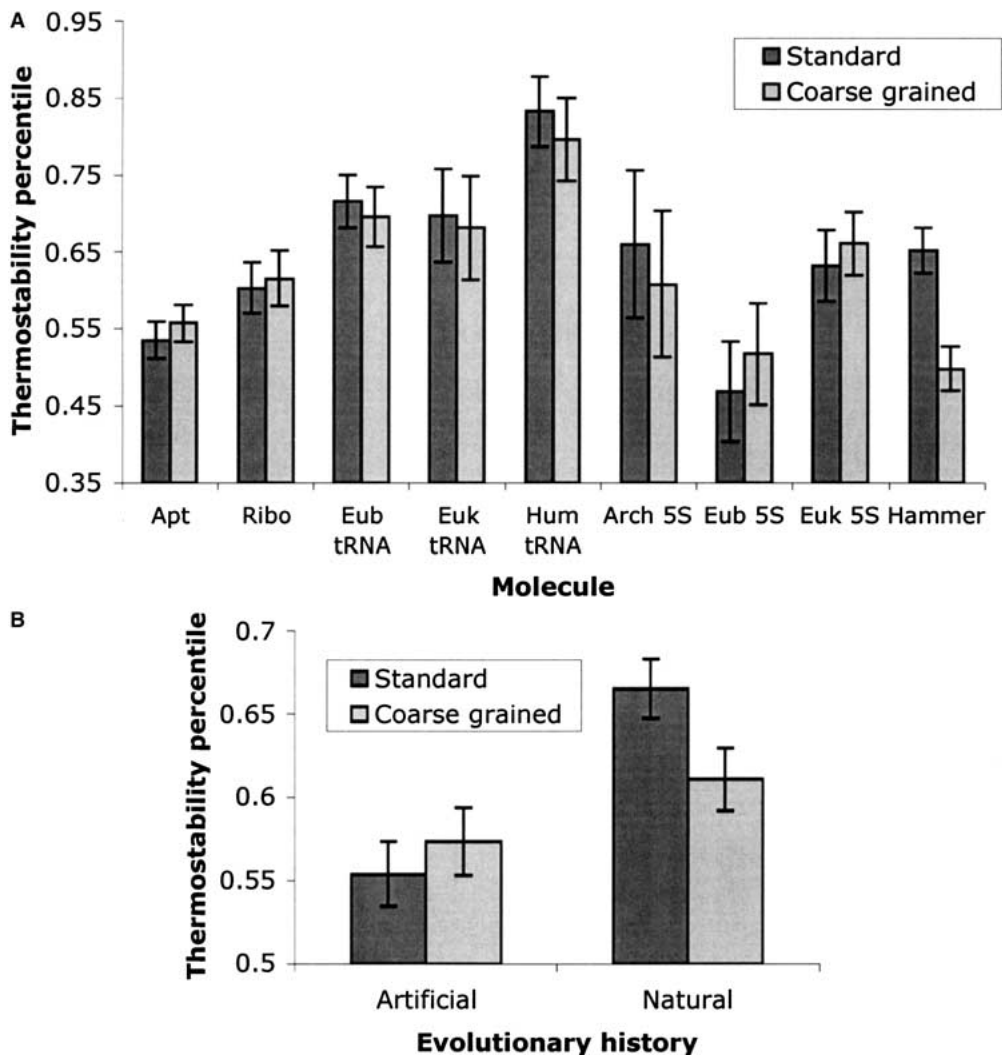 A
Thermostability percentile
0.95
0.85
0.75
0.65
0.55
0.45
0.35
Standard
Coarse grained
Apt
Ribo
Eub
tRNA
Euk
tRNA
Hum
tRNA
Arch 5S
Eub 5S
Euk 5S
Hammer
Molecule
B
Thermostability percentile
0.7
0.65
0.6
0.55
0.5
Standard
Coarse grained
Artificial
Natural
Evolutionary history